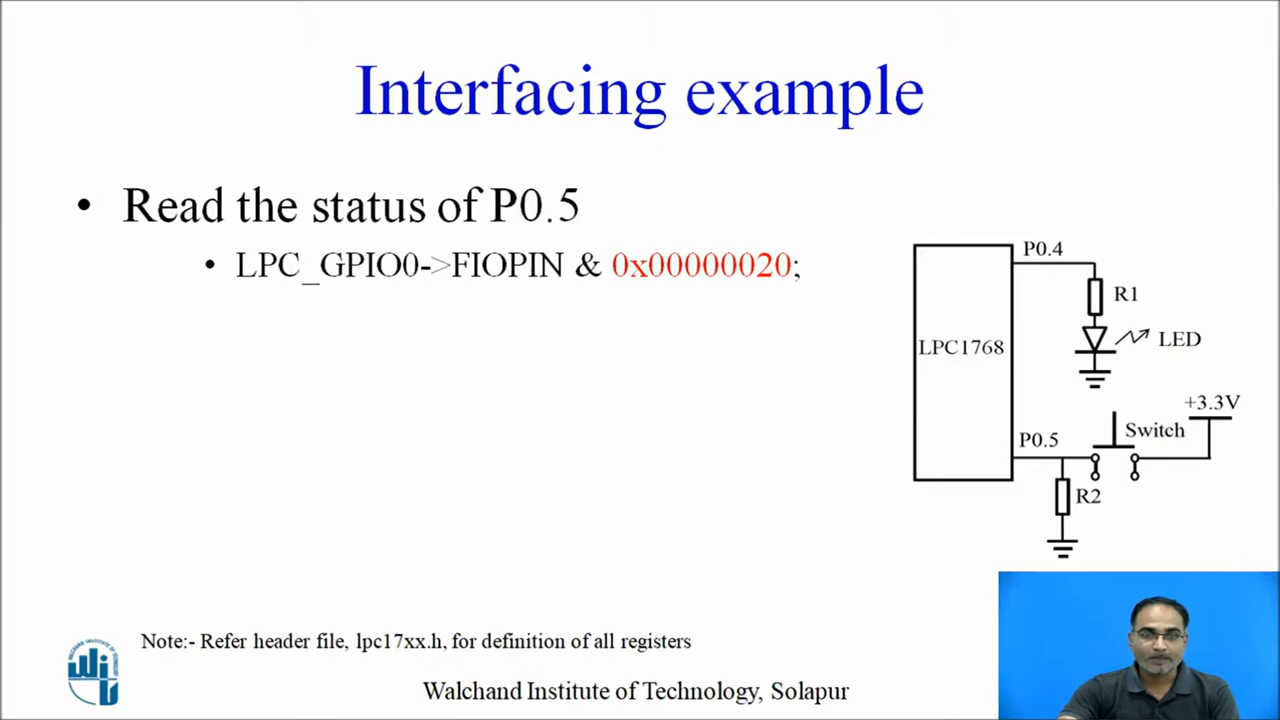 Interfacing example
• Read the status of P0.5
• LPC_GPIO0->FIOPIN & 0x00000020;
P0.4
R1
LPC1768
LED
+3.3V
Switch
P0.5
R2
Note:- Refer header file, lpc17xx.h, for definition of all registers
Walchand Institute of Technology, Solapur